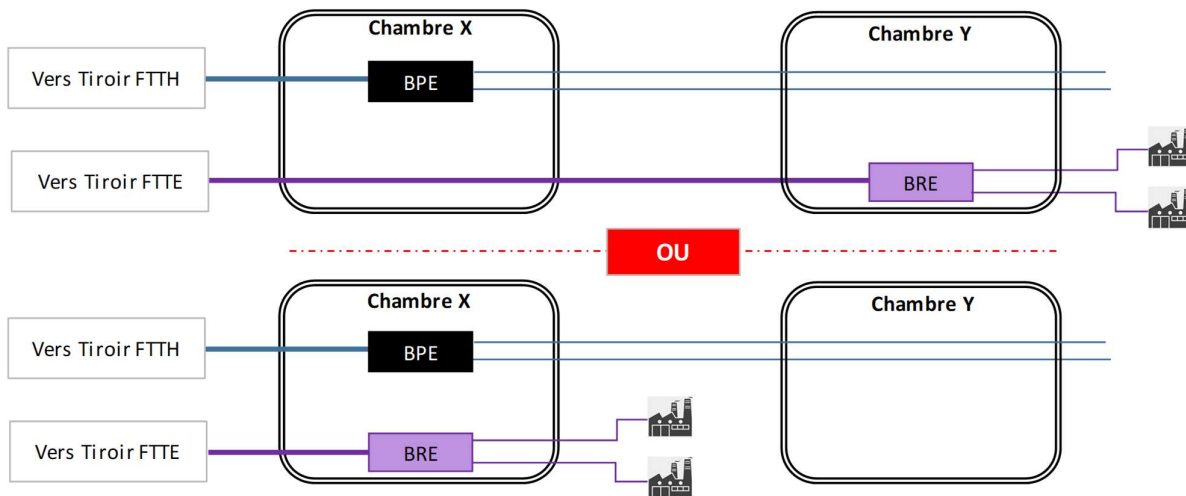 Chambre X
Chambre Y
Vers Tiroir FTTH
BPE
Vers Tiroir FTTE
BRE
OU
Chambre X
Chambre Y
Vers Tiroir FTTH
BPE
Vers Tiroir FTTE
BRE